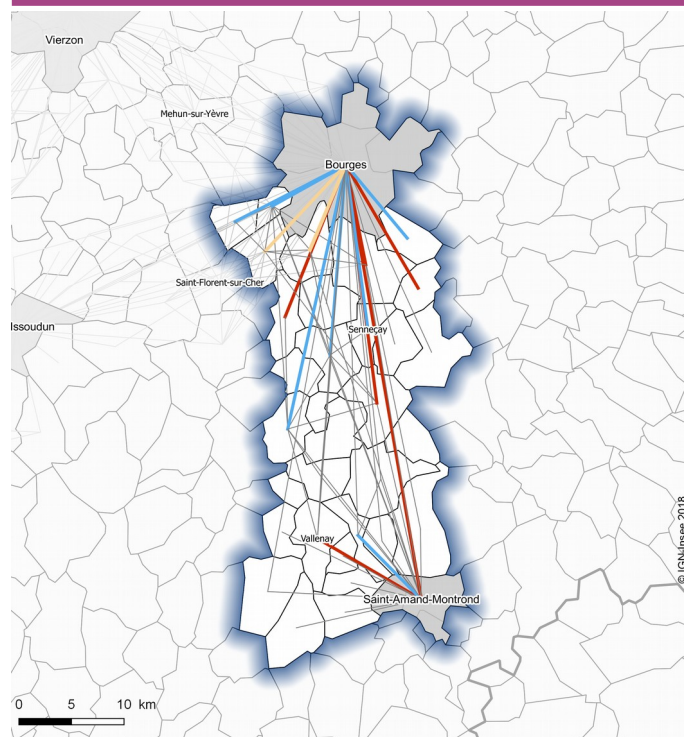 Vierzon
Mehun-sur-Yèvre
Bourges
Saint-Florent-sur-Cher
Issoudun
Senneçay
© IGN-Insee 2018
Vallenay
Saint-Amand-Montrond
0 5 10 km